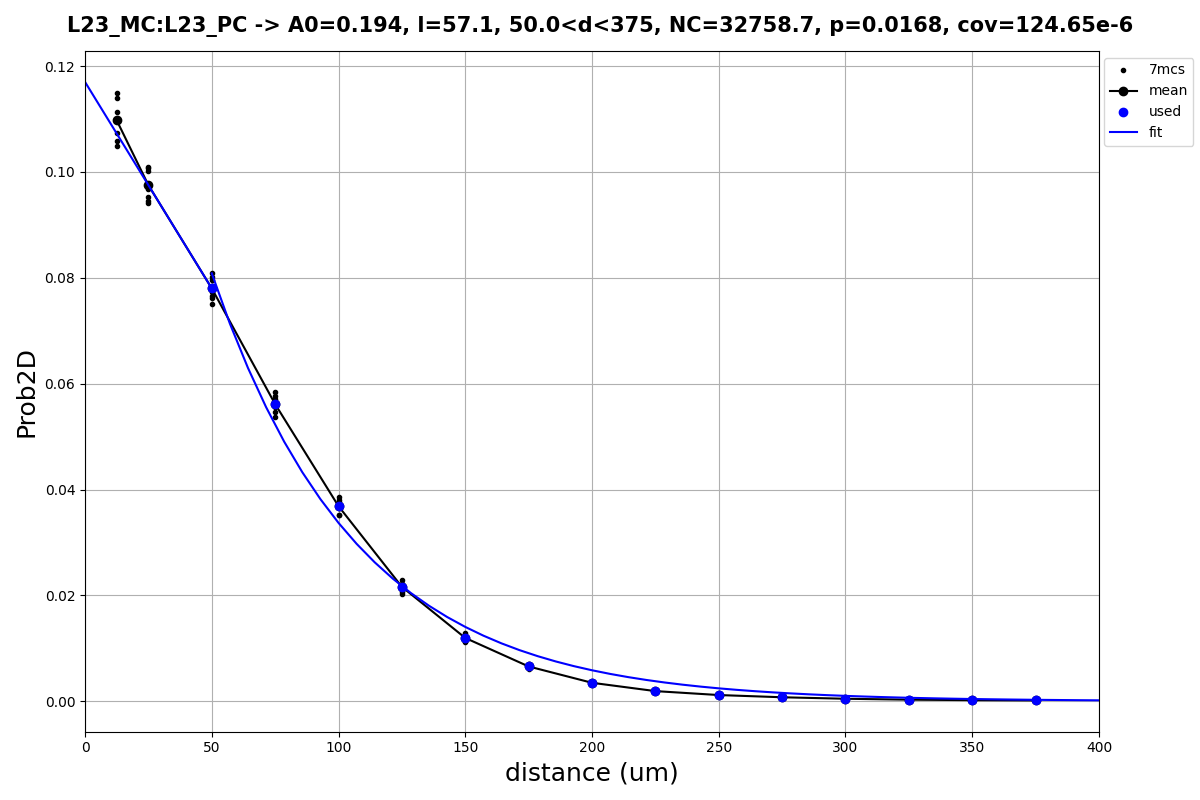 L23_MC:L23_PC -> A0=0.194, l=57.1, 50.0<d<375, NC=32758.7, p=0.0168, cov=124.65e-6
0.12
0.10
0.08
0.06
0.04
0.02
0.00
Prob2D
0 50 100 150 200 250 300 350 400
distance (um)
7mcs
mean
used
fit